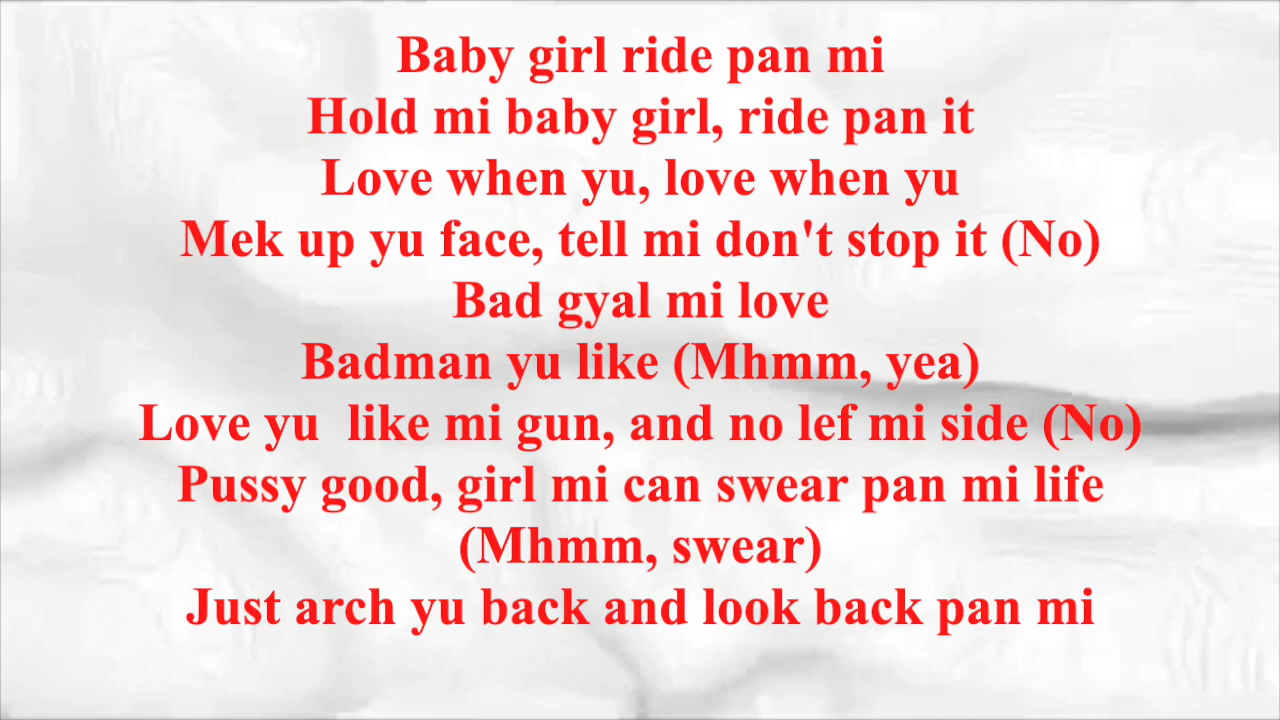 Baby girl ride pan mi
Hold mi baby girl, ride pan it
Love when yu, love when yu
Mek up yu face, tell mi don't stop it (No)
Bad gyal mi love
Badman yu like (Mhmm, yea)
Love yu  like mi gun, and no lef mi side (No)
Pussy good, girl mi can swear pan mi life
(Mhmm, swear)
Just arch yu back and look back pan mi